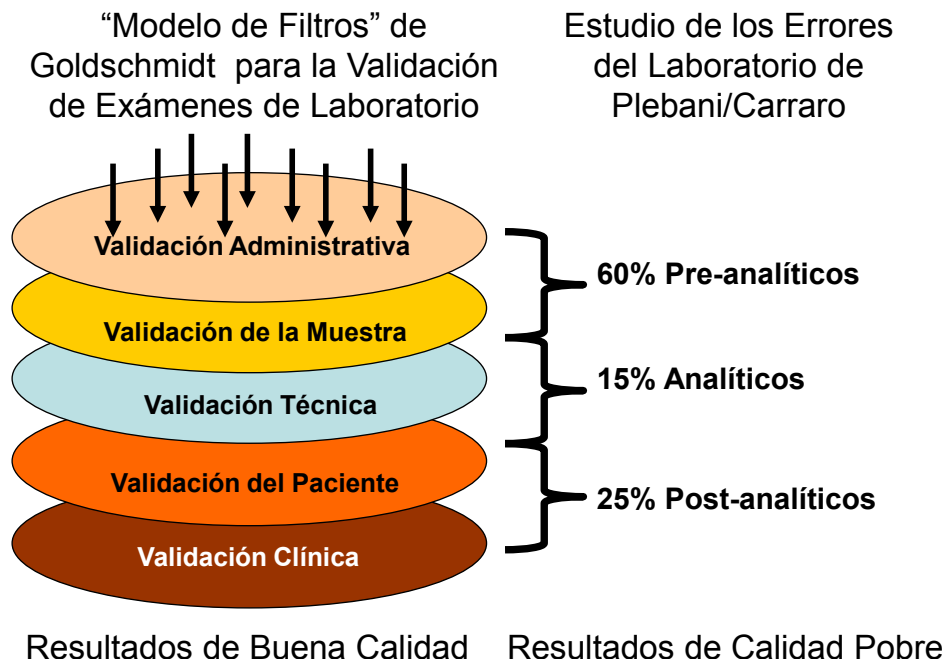 “Modelo de Filtros” de
Goldschmidt para la Validación
de Exámenes de Laboratorio
Estudio de los Errores
del Laboratorio de
Plebani/Carraro
Validación Administrativa
60% Pre-analíticos
Validación de la Muestra
15% Analíticos
Validación Técnica
Validación del Paciente
25% Post-analíticos
Validación Clínica
Resultados de Buena Calidad
Resultados de Calidad Pobre